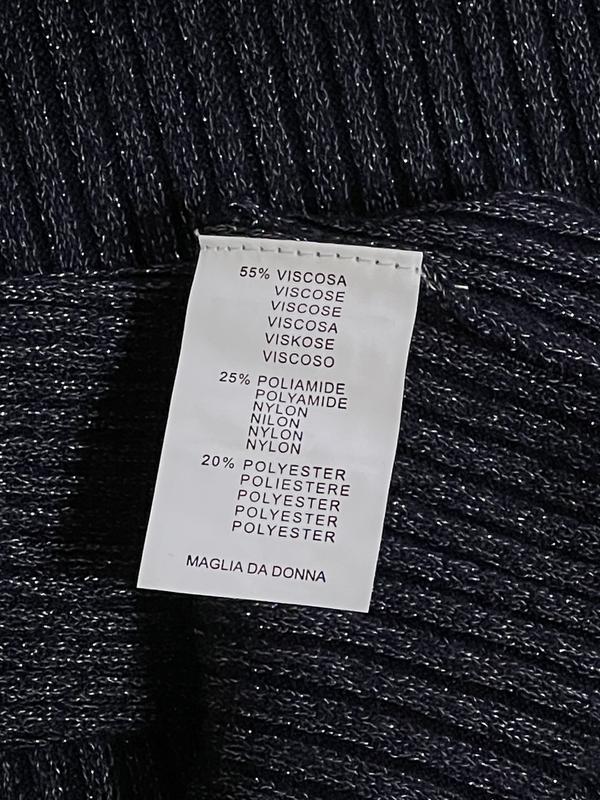 55% VISCOSA
VISCOSE
VISCOSE
VISCOSA
VISKOSE
VISCOSO
25% POLIAMIDE
POLYAMIDE
NYLON
NILON
NYLON
NYLON
20% POLYESTER
POLIESTERE
POLYESTER
POLYESTER
POLYESTER
MAGLIA DA DONNA